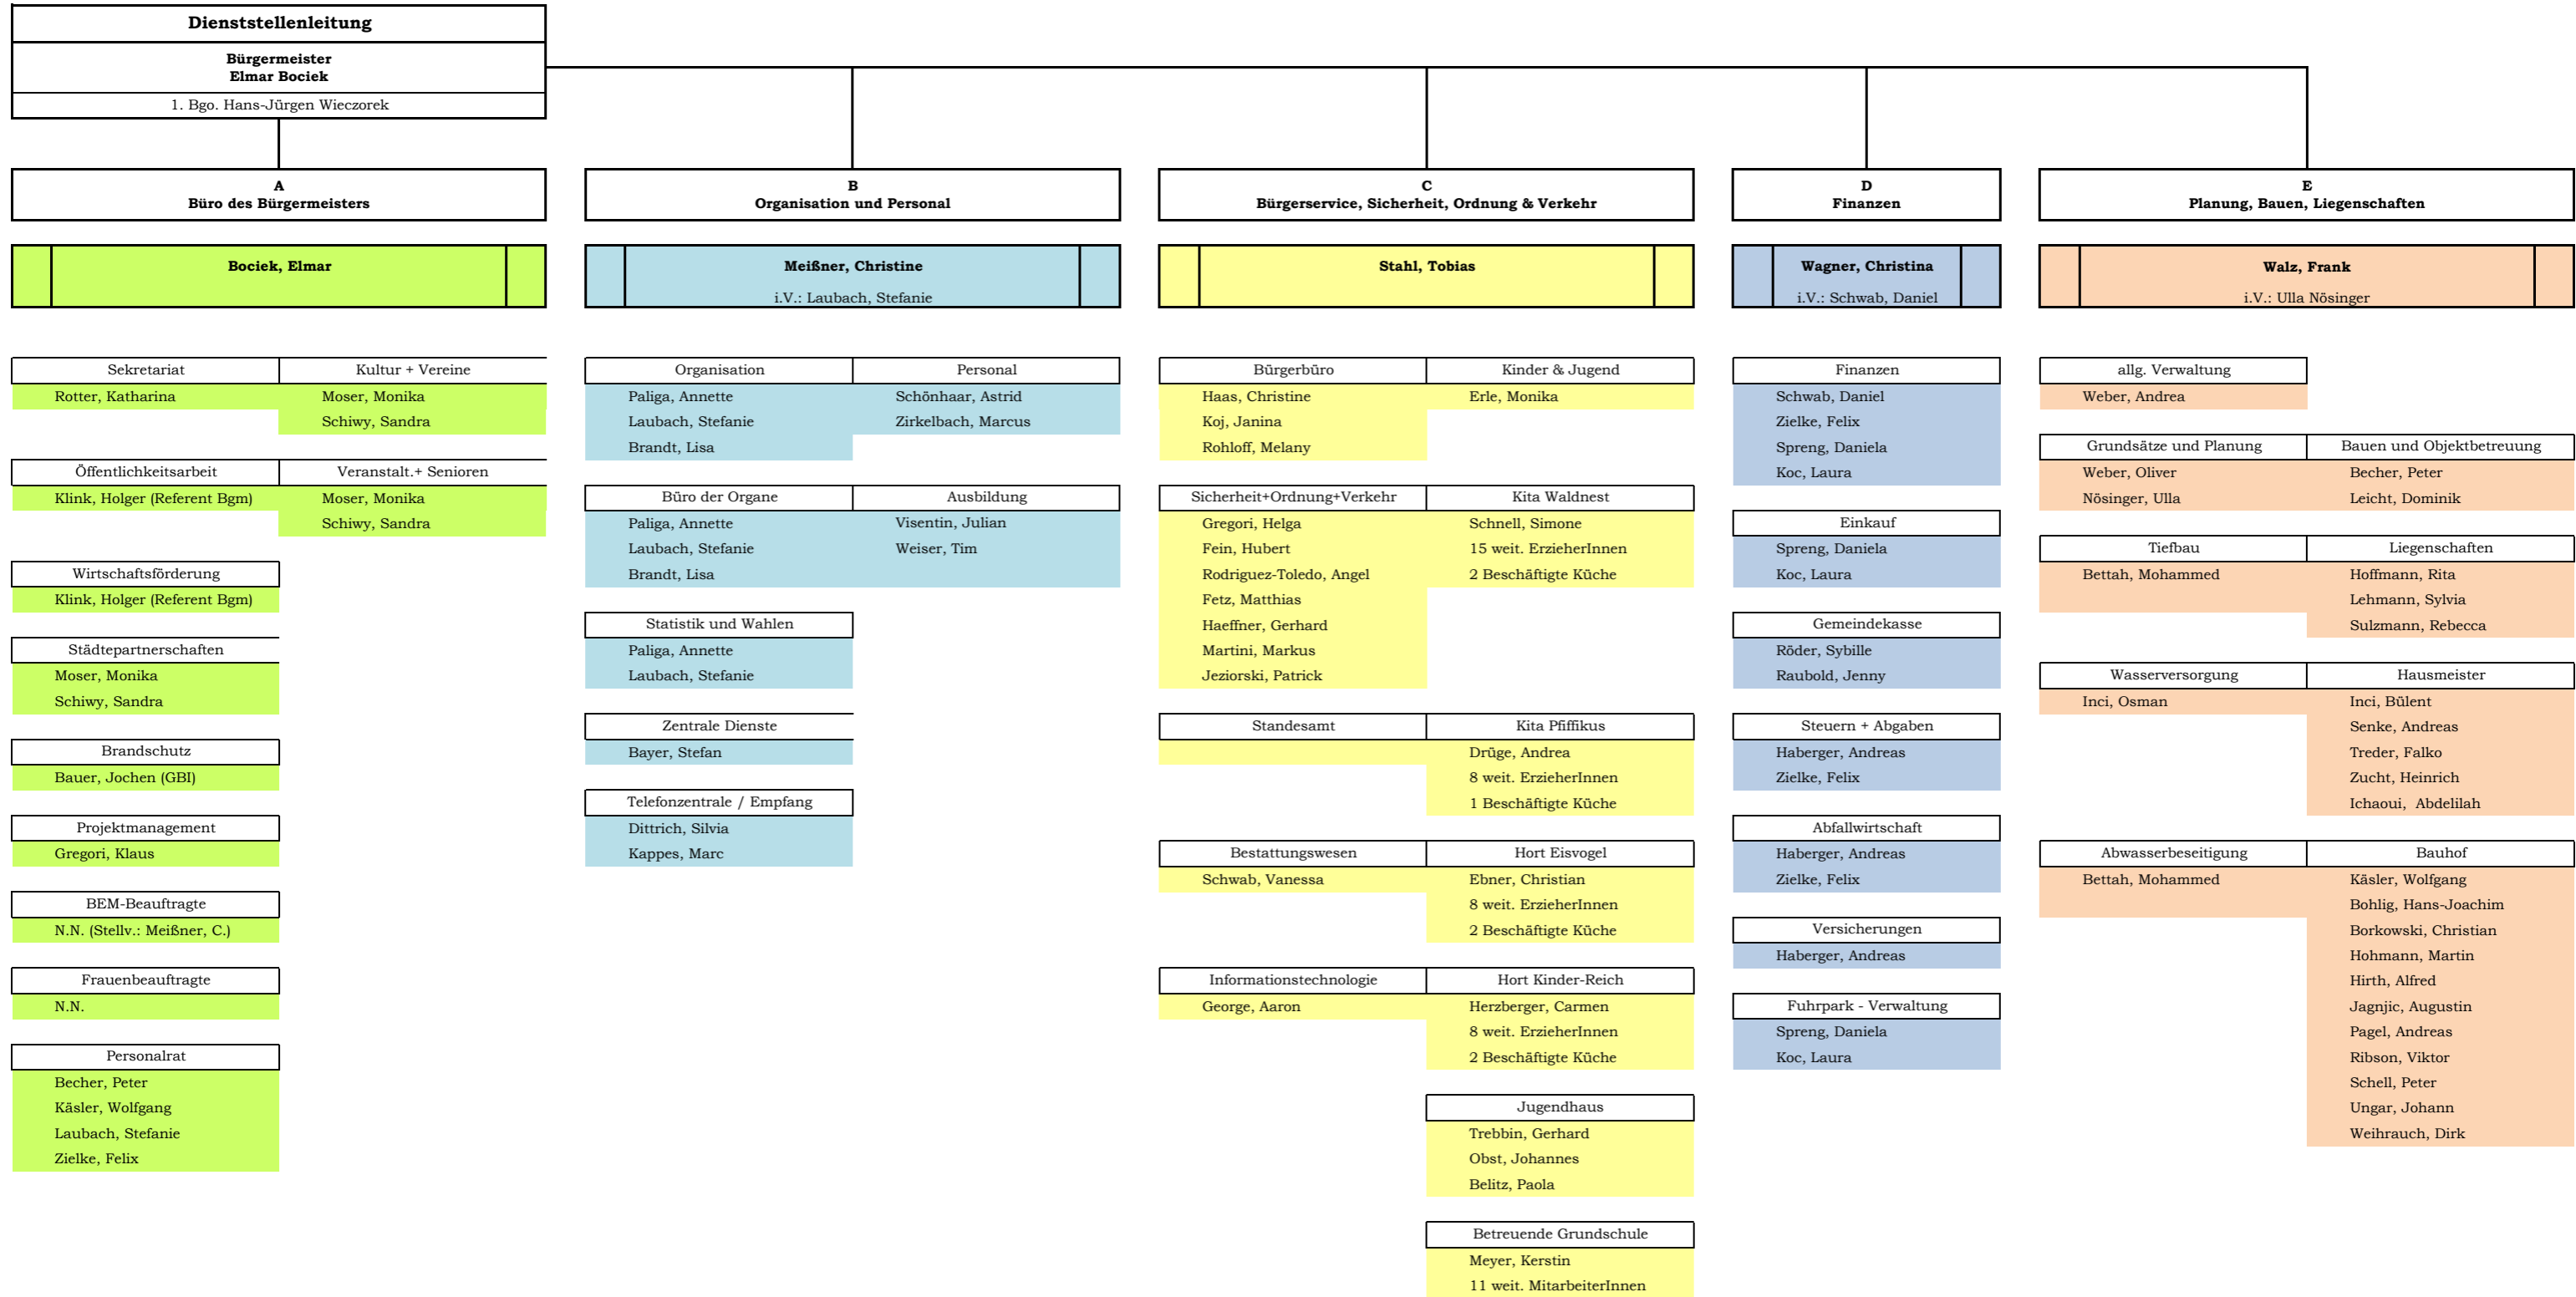 Dienststellenleitung
Bürgermeister
Elmar Bociek
1. Bgo. Hans-Jürgen Wieczorek
A
Büro des Bürgermeisters
Bociek, Elmar
Sekretariat
Rotter, Katharina
Öffentlichkeitsarbeit
Klink, Holger (Referent Bgm)
Wirtschaftsförderung
Klink, Holger (Referent Bgm)
Städtepartnerschaften
Moser, Monika
Schiwy, Sandra
Brandschutz
Bauer, Jochen (GBI)
Projektmanagement
Gregori, Klaus
BEM-Beauftragte
N.N. (Stellv.: Meißner, C.)
Frauenbeauftragte
N.N.
Personalrat
Becher, Peter
Käsler, Wolfgang
Laubach, Stefanie
Zielke, Felix
Kultur + Vereine
Moser, Monika
Schiwy, Sandra
Veranstalt.+ Senioren
Moser, Monika
Schiwy, Sandra
B
Organisation und Personal
Meißner, Christine
i.V.: Laubach, Stefanie
Organisation
Paliga, Annette
Laubach, Stefanie
Brandt, Lisa
Büro der Organe
Paliga, Annette
Laubach, Stefanie
Brandt, Lisa
Statistik und Wahlen
Paliga, Annette
Laubach, Stefanie
Zentrale Dienste
Bayer, Stefan
Telefonzentrale / Empfang
Dittrich, Silvia
Kappes, Marc
Personal
Schönhaar, Astrid
Zirkelbach, Marcus
Ausbildung
Visentin, Julian
Weiser, Tim
C
Bürgerservice, Sicherheit, Ordnung & Verkehr
Stahl, Tobias
Bürgerbüro
Haas, Christine
Koj, Janina
Rohloff, Melany
Sicherheit+Ordnung+Verkehr
Gregori, Helga
Fein, Hubert
Rodriguez-Toledo, Angel
Fetz, Matthias
Haeffner, Gerhard
Martini, Markus
Jeziorski, Patrick
Standesamt
Bestattungswesen
Schwab, Vanessa
Informationstechnologie
George, Aaron
Kinder & Jugend
Erle, Monika
Kita Waldnest
Schnell, Simone
15 weit. ErzieherInnen
2 Beschäftigte Küche
Kita Pfiffikus
Drüge, Andrea
8 weit. ErzieherInnen
1 Beschäftigte Küche
Hort Eisvogel
Ebner, Christian
8 weit. ErzieherInnen
2 Beschäftigte Küche
Hort Kinder-Reich
Herzberger, Carmen
8 weit. ErzieherInnen
2 Beschäftigte Küche
Jugendhaus
Trebbin, Gerhard
Obst, Johannes
Belitz, Paola
Betreuende Grundschule
Meyer, Kerstin
11 weit. MitarbeiterInnen
D
Finanzen
Wagner, Christina
i.V.: Schwab, Daniel
Finanzen
Schwab, Daniel
Zielke, Felix
Spreng, Daniela
Koc, Laura
Einkauf
Spreng, Daniela
Koc, Laura
Gemeindekasse
Röder, Sybille
Raubold, Jenny
Steuern + Abgaben
Haberger, Andreas
Zielke, Felix
Abfallwirtschaft
Haberger, Andreas
Zielke, Felix
Versicherungen
Haberger, Andreas
Fuhrpark - Verwaltung
Spreng, Daniela
Koc, Laura
E
Planung, Bauen, Liegenschaften
Walz, Frank
i.V.: Ulla Nösinger
allg. Verwaltung
Weber, Andrea
Grundsätze und Planung
Weber, Oliver
Nösinger, Ulla
Tiefbau
Bettah, Mohammed
Wasserversorgung
Inci, Osman
Abwasserbeseitigung
Bettah, Mohammed
Bauen und Objektbetreuung
Becher, Peter
Leicht, Dominik
Liegenschaften
Hoffmann, Rita
Lehmann, Sylvia
Sulzmann, Rebecca
Hausmeister
Inci, Bülent
Senke, Andreas
Treder, Falko
Zucht, Heinrich
Ichaoui, Abdelilah
Bauhof
Käsler, Wolfgang
Bohlig, Hans-Joachim
Borkowski, Christian
Hohmann, Martin
Hirth, Alfred
Jagnjic, Augustin
Pagel, Andreas
Ribson, Viktor
Schell, Peter
Ungar, Johann
Weihrauch, Dirk